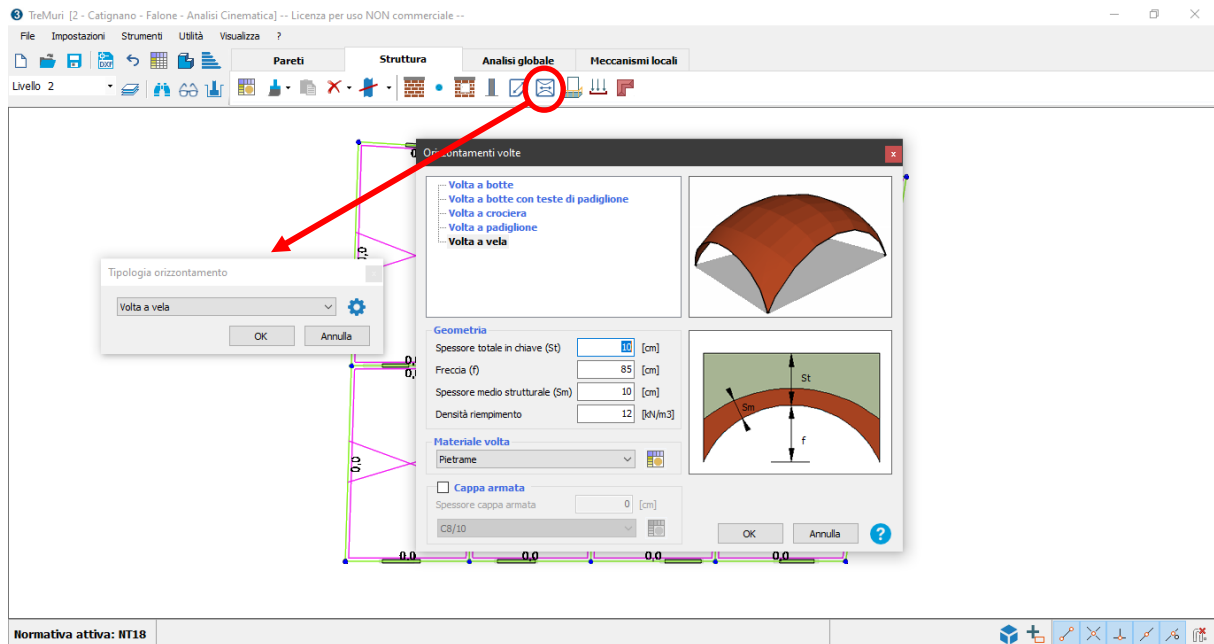 TreMuri [2 - Catignano - Falone - Analisi Cinematica] -- Licenza per uso NON commerciale --
File Impostazioni Strumenti Utilità Visualizza ?
DXF Pareti Struttura Analisi globale Meccanismi locali
Livello 2
Orizzontamenti volte
Volta a botte
Volta a botte con teste di padiglione
Volta a crociera
Volta a padiglione
Volta a vela
0,0
Tipologia orizzontamento
Volta a vela
OK Annulla
Geometria
Spessore totale in chiave (St) 10 [cm]
Freccia (f) 85 [cm]
Spessore medio strutturale (Sm) 10 [cm]
Densità riempimento 12 [kN/m3]
St
Sm
f
Materiale volta
Pietrame
0,0
Cappa armata
Spessore cappa armata 0 [cm]
C8/10
OK Annulla ?
0,0 0,0 0,0 0,0
Normativa attiva: NT18